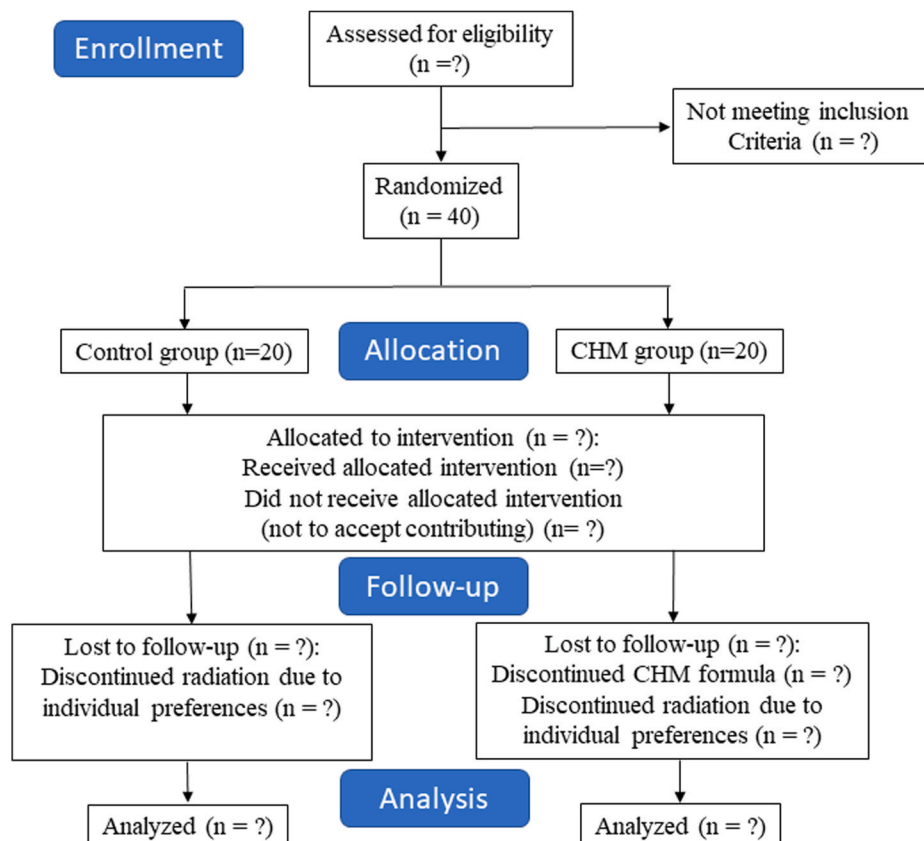 Enrollment
Assessed for eligibility
(n =?)
Not meeting inclusion
Criteria (n = ?)
Randomized
(n = 40)
Control group (n=20)
Allocation
CHM group (n=20)
Allocated to intervention (n = ?):
Received allocated intervention (n=?)
Did not receive allocated intervention
(not to accept contributing) (n= ?)
Follow-up
Lost to follow-up (n = ?):
Discontinued radiation due to
individual preferences (n = ?)
Lost to follow-up (n = ?):
Discontinued CHM formula (n = ?)
Discontinued radiation due to
individual preferences (n = ?)
Analysis
Analyzed (n = ?)
Analyzed (n = ?)